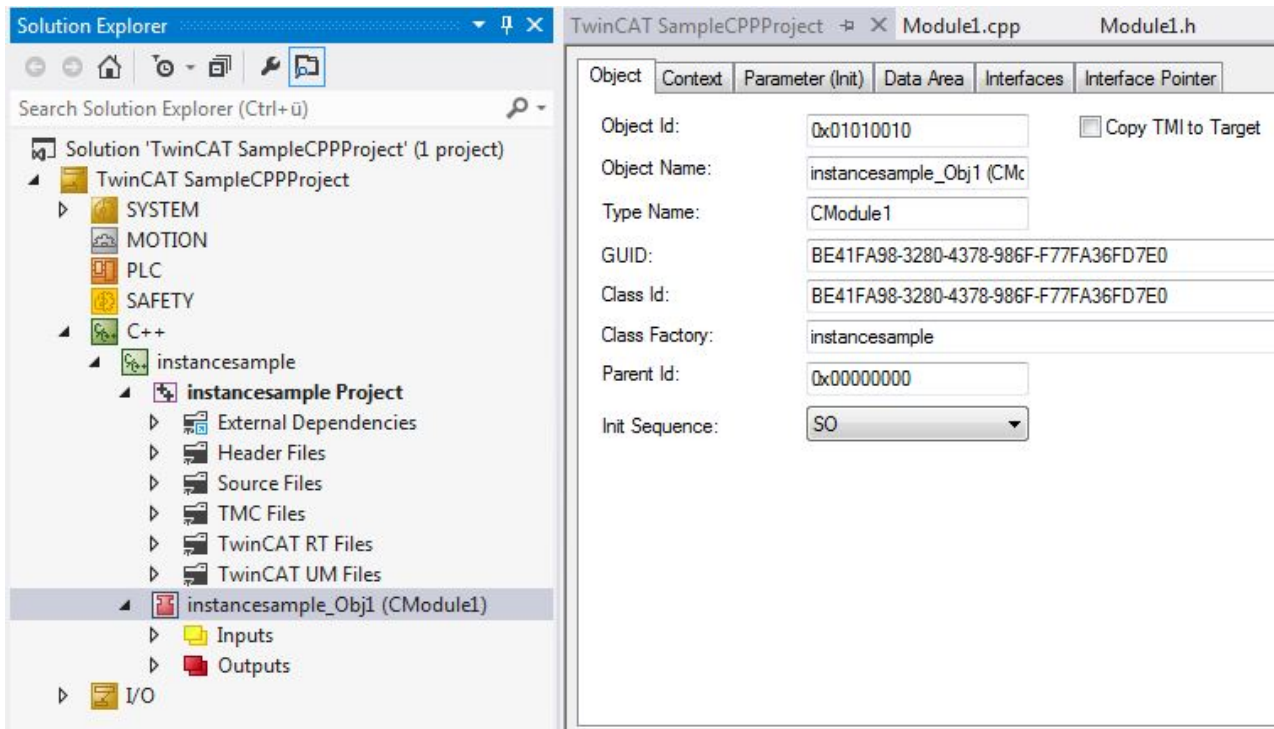 Solution Explorer
Search Solution Explorer (Ctrl+ü)
Solution 'TwinCAT SampleCPPProject' (1 project)
TwinCAT SampleCPPProject
SYSTEM
MOTION
PLC
SAFETY
C++
instancesample
instancesample Project
External Dependencies
Header Files
Source Files
TMC Files
TwinCAT RT Files
TwinCAT UM Files
instancesample_Obj1 (CModule1)
Inputs
Outputs
I/O
TwinCAT SampleCPPProject Module1.cpp Module1.h
Object Context Parameter (Init) Data Area Interfaces Interface Pointer
Object Id: 0x01010010 Copy TMI to Target
Object Name: instancesample_Obj1 (CMc
Type Name: CModule1
GUID: BE41FA98-3280-4378-986F-F77FA36FD7E0
Class Id: BE41FA98-3280-4378-986F-F77FA36FD7E0
Class Factory: instancesample
Parent Id: 0x00000000
Init Sequence: SO